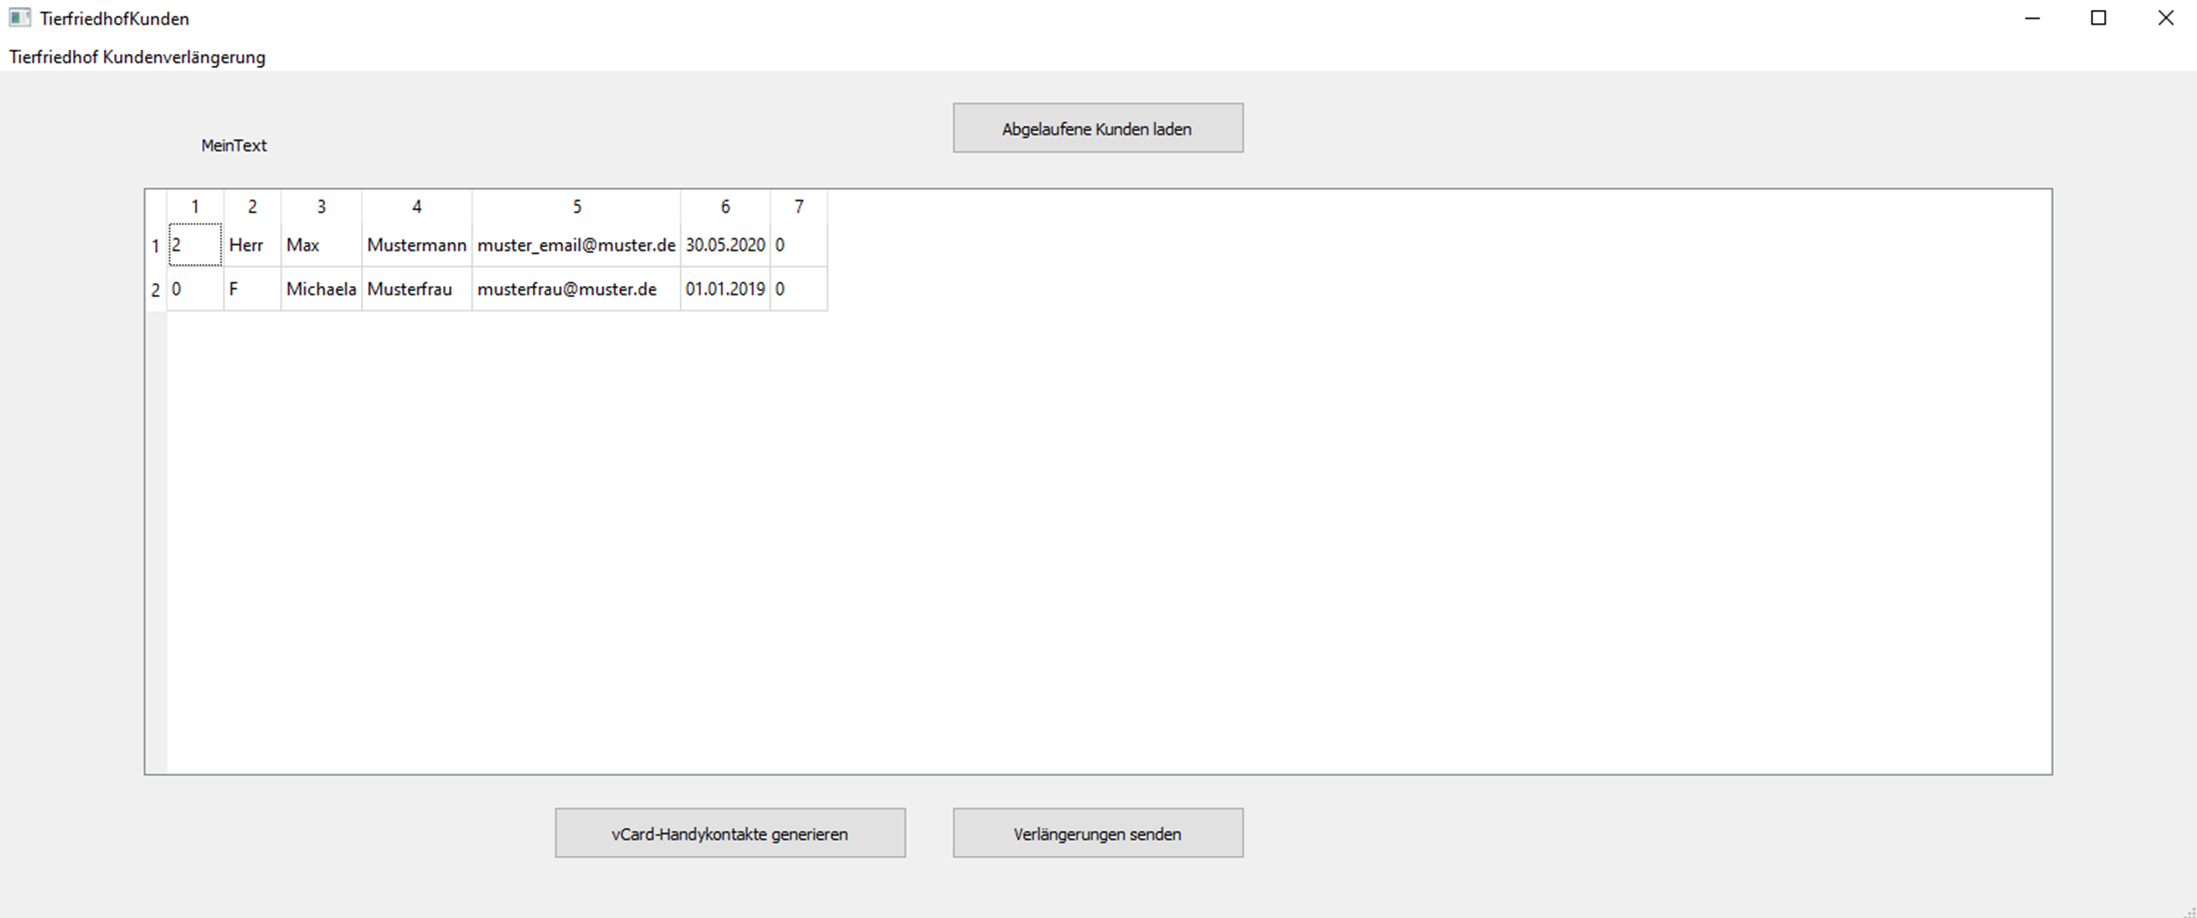 TierfriedhofKunden
Tierfriedhof Kundenverlängerung
Abgelaufene Kunden laden
MeinText
1 2 3 4 5 6 7
1 2 Herr Max Mustermann muster_email@muster.de 30.05.2020 0
2 0 F Michaela Musterfrau musterfrau@muster.de 01.01.2019 0
vCard-Handykontakte generieren Verlängerungen senden